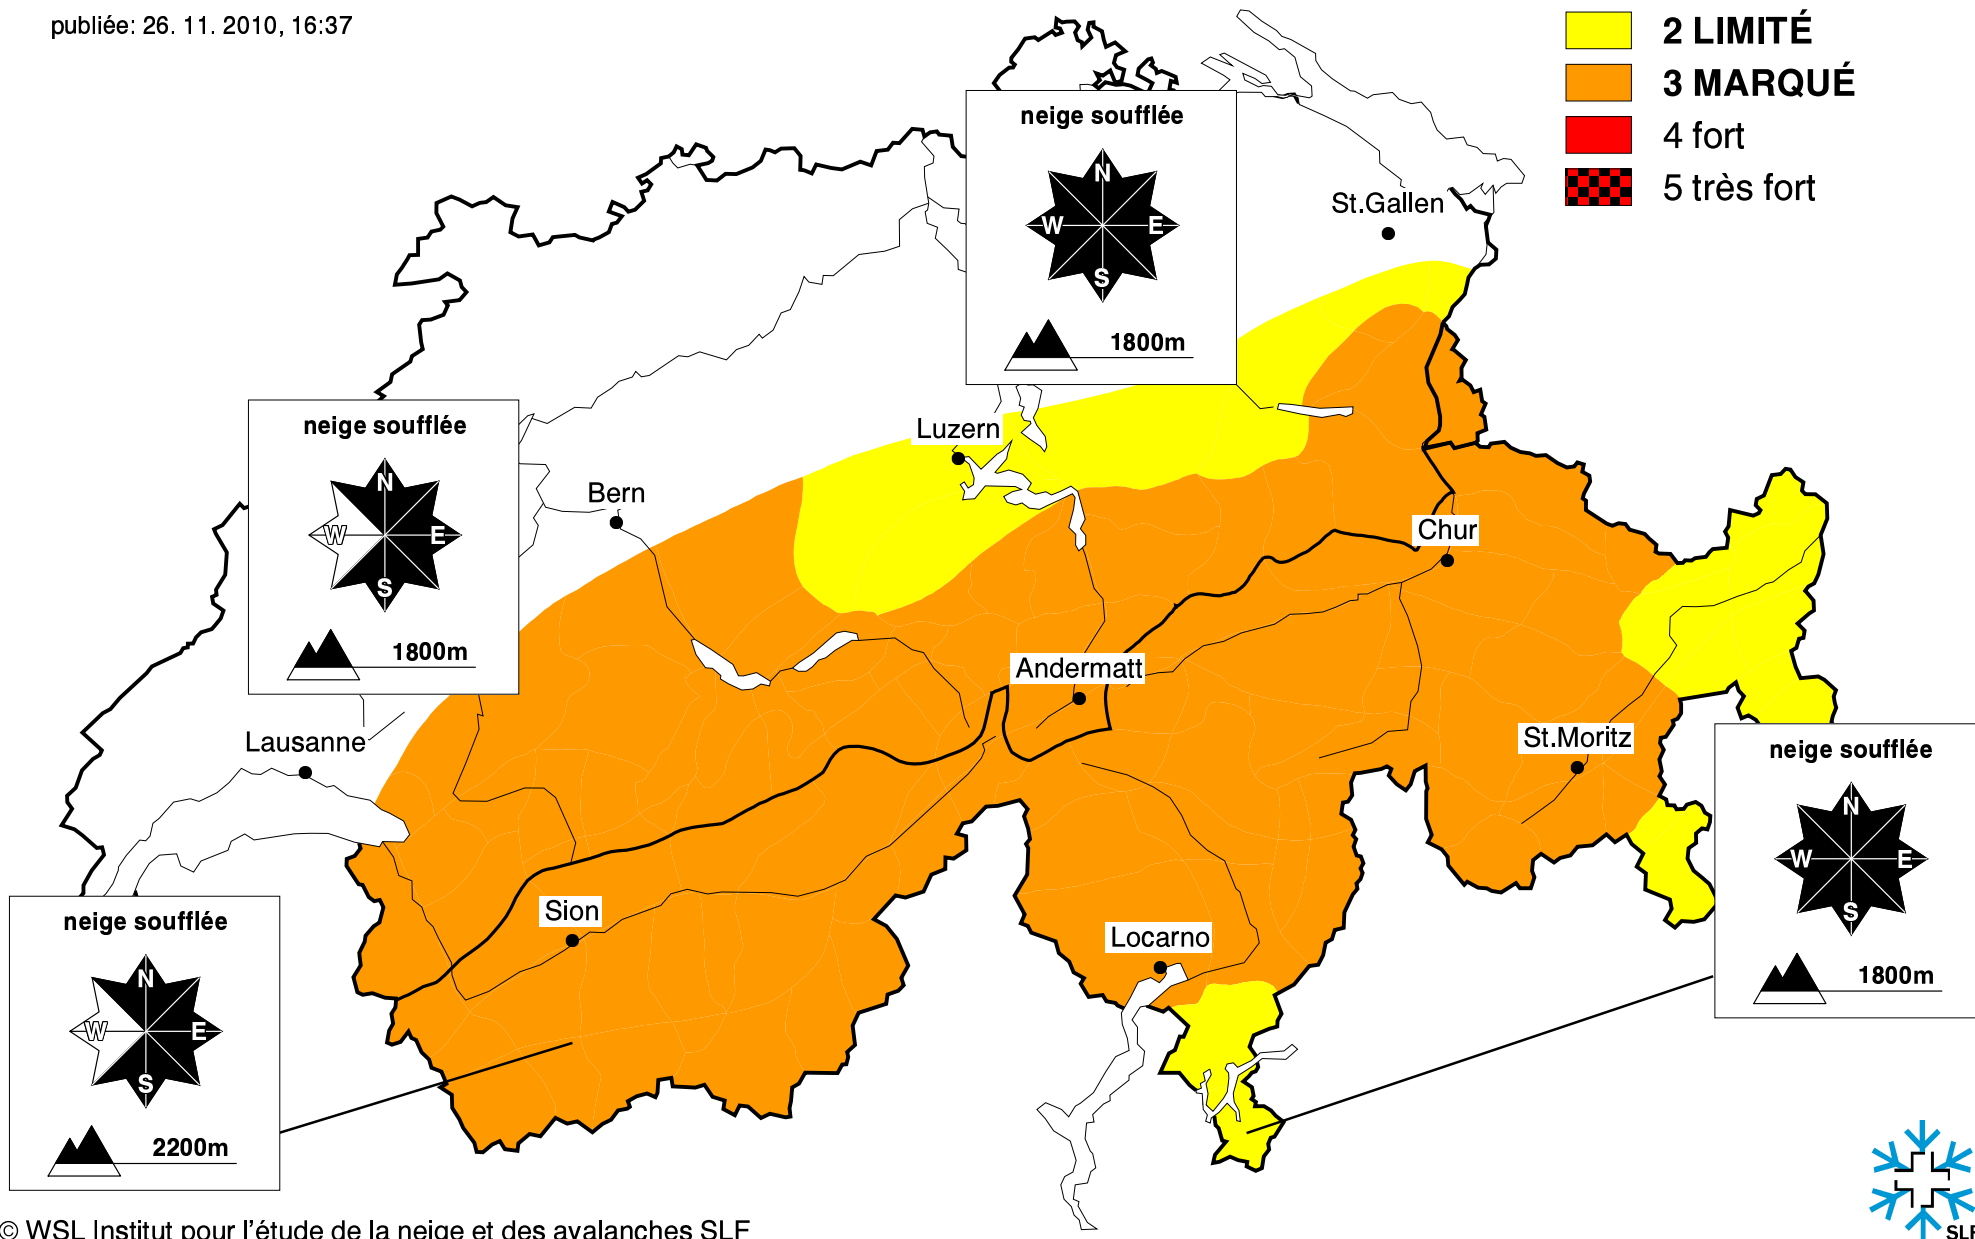 publiée: 26. 11. 2010, 16:37
2 LIMITÉ
3 MARQUÉ
4 fort
5 très fort
neige soufflée
N
W E
S
1800m
St.Gallen
neige soufflée
N
W E
S
1800m
Luzern
Bern
Chur
Andermatt
Lausanne
St.Moritz
neige soufflée
N
W E
S
1800m
Sion
Locarno
neige soufflée
N
W E
S
2200m
© WSL Institut pour l'étude de la neige et des avalanches SLF
SLF